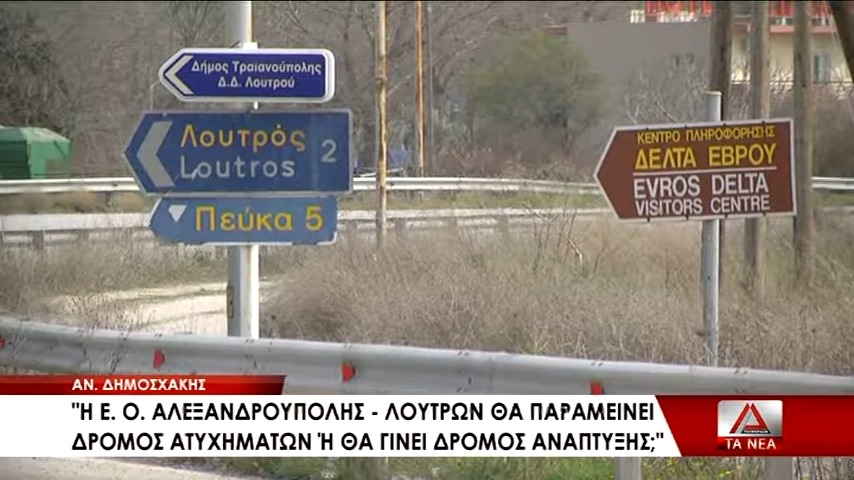 Δήμος Τραϊανούπολης
Δ.Δ. Λουτρού
Λουτρός 2
Loutros
Πεύκα 5
ΚΕΝΤΡΟ ΠΛΗΡΟΦΟΡΗΣΗΣ
ΔΕΛΤΑ ΕΒΡΟΥ
EVROS DELTA
VISITORS CENTRE
ΑΝ. ΔΗΜΟΣΧΑΚΗΣ
"Η Ε. Ο. ΑΛΕΞΑΝΔΡΟΥΠΟΛΗΣ - ΛΟΥΤΡΩΝ ΘΑ ΠΑΡΑΜΕΙΝΕΙ
ΔΡΟΜΟΣ ΑΤΥΧΗΜΑΤΩΝ Ή ΘΑ ΓΙΝΕΙ ΔΡΟΜΟΣ ΑΝΑΠΤΥΞΗΣ;"
ΤΑ ΝΕΑ